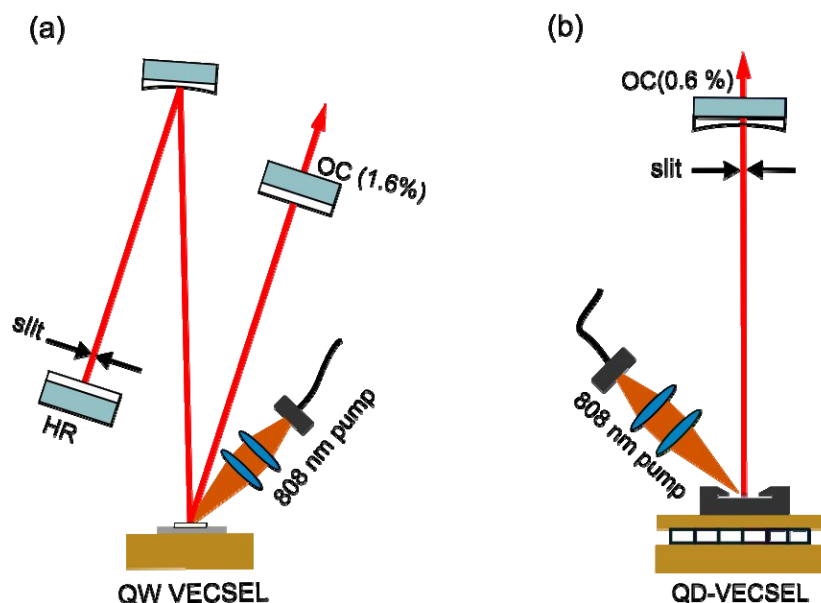 (a)
OC (1.6%)
slit
HR
808 nm pump
QW VECSEL
(b)
OC(0.6 %)
slit
808 nm pump
QD-VECSEL